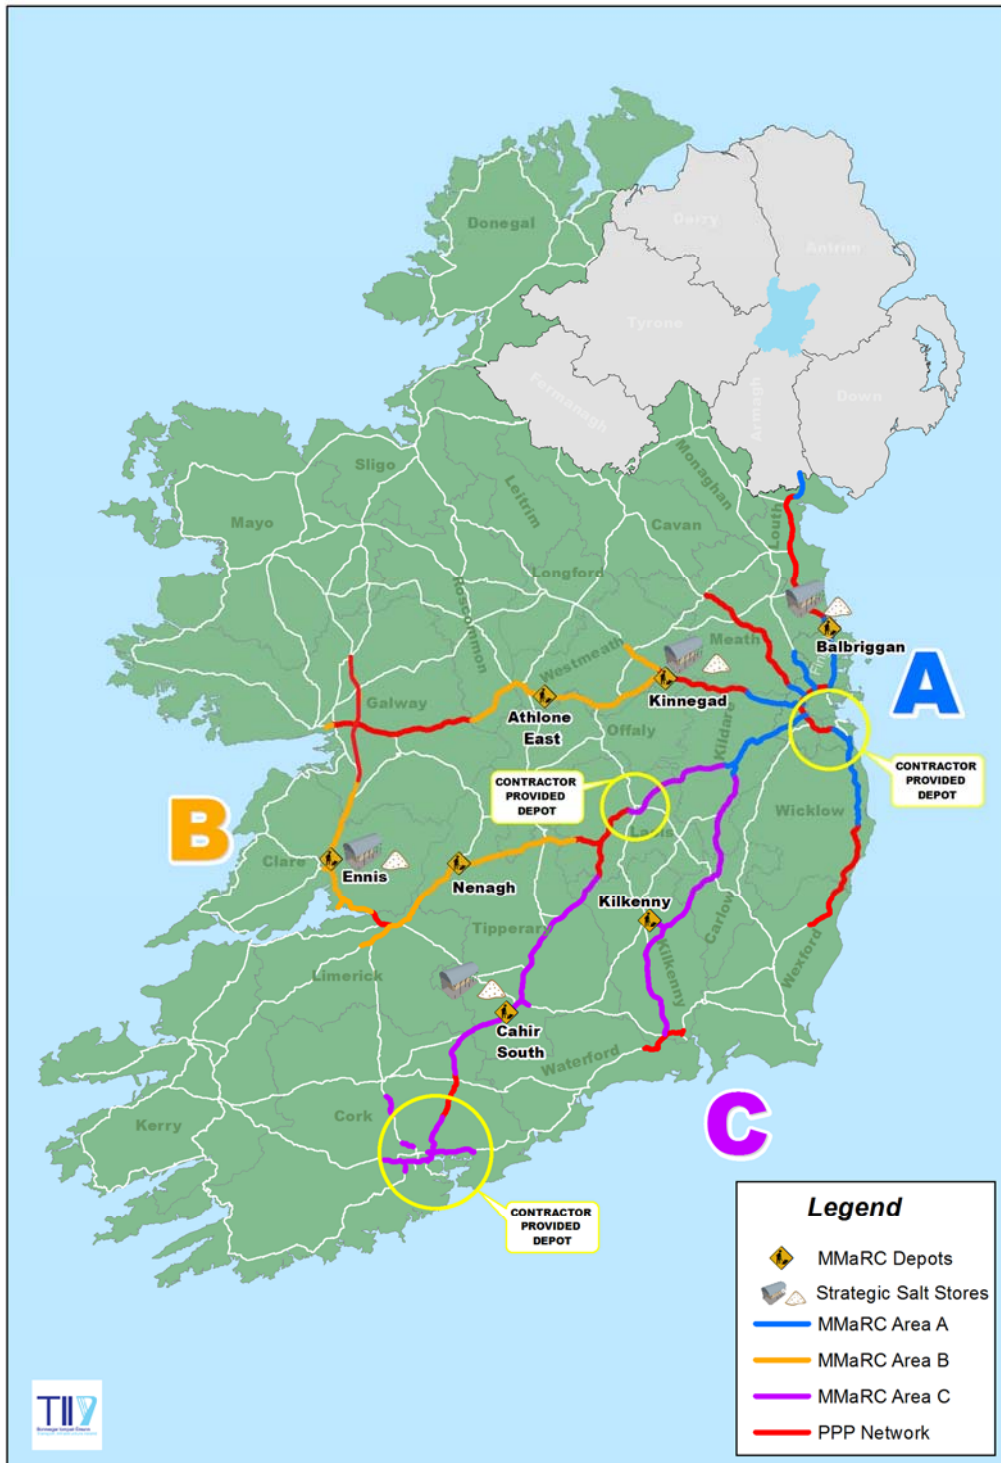 Donegal
Derry
Antrim
Tyrone
Fermanagh
Armagh
Down
Monaghan
Sligo
Leitrim
Cavan
Louth
Mayo
Longford
Roscommon
Meath
Balbriggan
Fin
A
Westmeath
Kinnegad
Galway
Athlone
East
Offaly
Kildare
CONTRACTOR
PROVIDED
DEPOT
CONTRACTOR
PROVIDED
DEPOT
B
Wicklow
Laois
Clare
Ennis
Nenagh
Kilkenny
Carlow
Tipperary
Kilkenny
Wexford
Limerick
Cahir
South
Waterford
C
Kerry
Cork
CONTRACTOR
PROVIDED
DEPOT
Legend
MMaRC Depots
Strategic Salt Stores
MMaRC Area A
MMaRC Area B
MMaRC Area C
PPP Network
TII